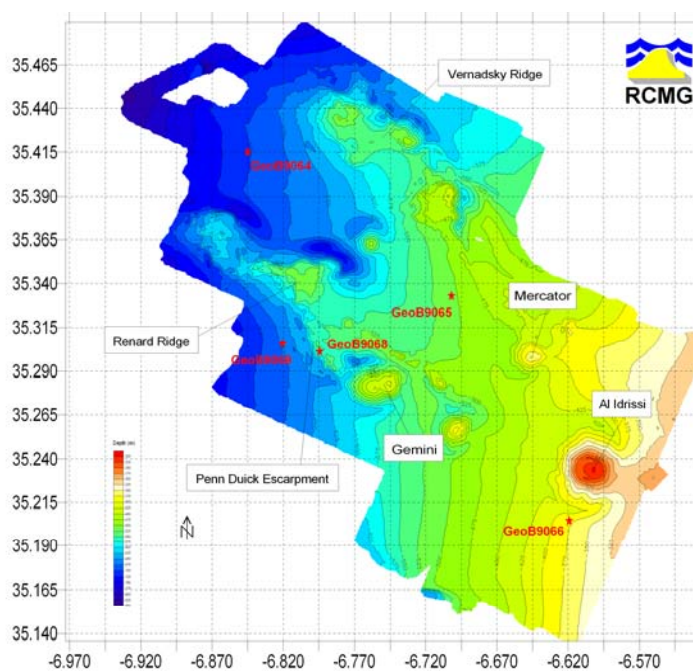 RCMG
Vernadsky Ridge
GeoB9064
Mercator
GeoB9065
Renard Ridge
GeoB9068
Al Idrissi
Gemini
Penn Duick Escarpment
GeoB9066
Depth (m)
N
35.465
35.440
35.415
35.390
35.365
35.340
35.315
35.290
35.265
35.240
35.215
35.190
35.165
35.140
-6.970
-6.920
-6.870
-6.820
-6.770
-6.720
-6.670
-6.620
-6.570